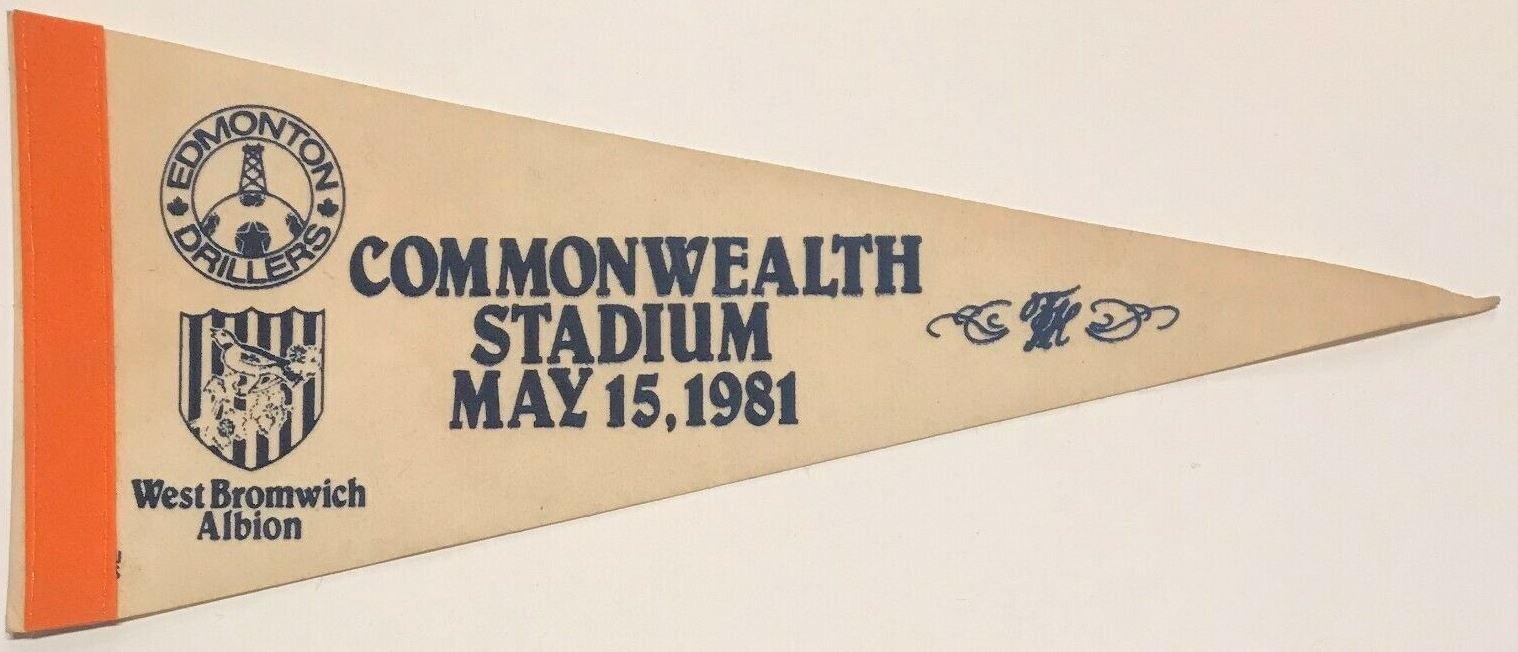 EDMONTON
DRILLERS
COMMONWEALTH
STADIUM
MAY 15, 1981
West Bromwich
Albion